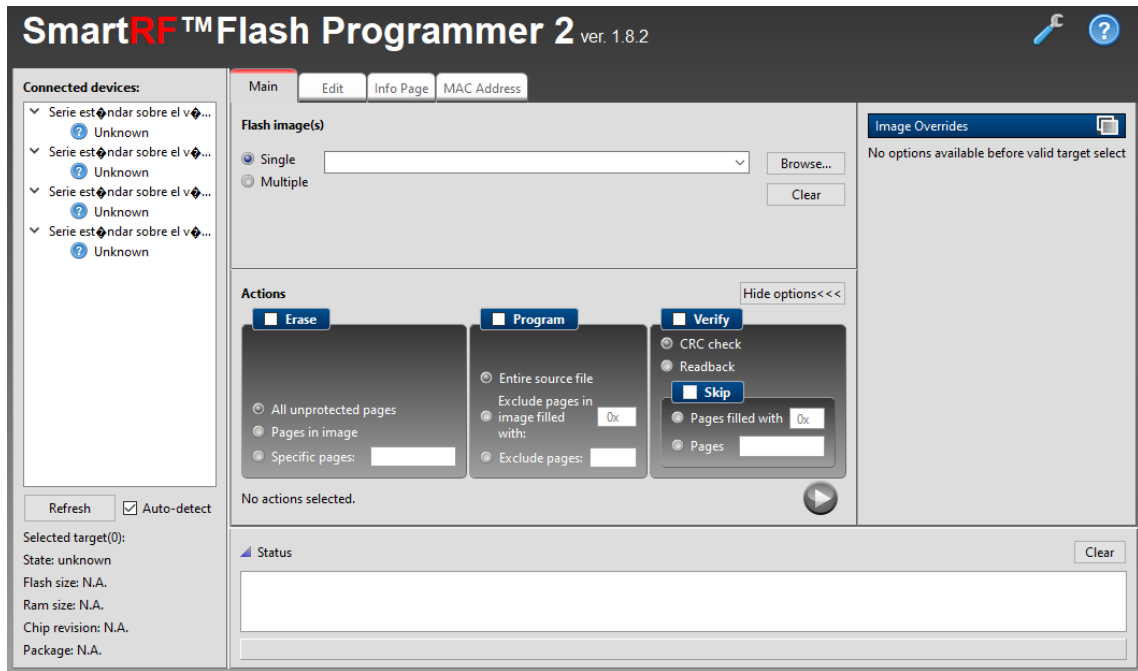 SmartRF™Flash Programmer 2 ver. 1.8.2
Connected devices:
Serie est�ndar sobre el v�...
Unknown
Serie est�ndar sobre el v�...
Unknown
Serie est�ndar sobre el v�...
Unknown
Serie est�ndar sobre el v�...
Unknown
Refresh
Auto-detect
Selected target(0):
State: unknown
Flash size: N.A.
Ram size: N.A.
Chip revision: N.A.
Package: N.A.
Main
Edit
Info Page
MAC Address
Flash image(s)
Single
Browse...
Multiple
Clear
Actions
Hide options<<<
Erase
All unprotected pages
Pages in image
Specific pages:
Program
Entire source file
Exclude pages in
image filled
0x
with:
Exclude pages:
Verify
CRC check
Readback
Skip
Pages filled with
0x
Pages
No actions selected.
Image Overrides
No options available before valid target select
Status
Clear